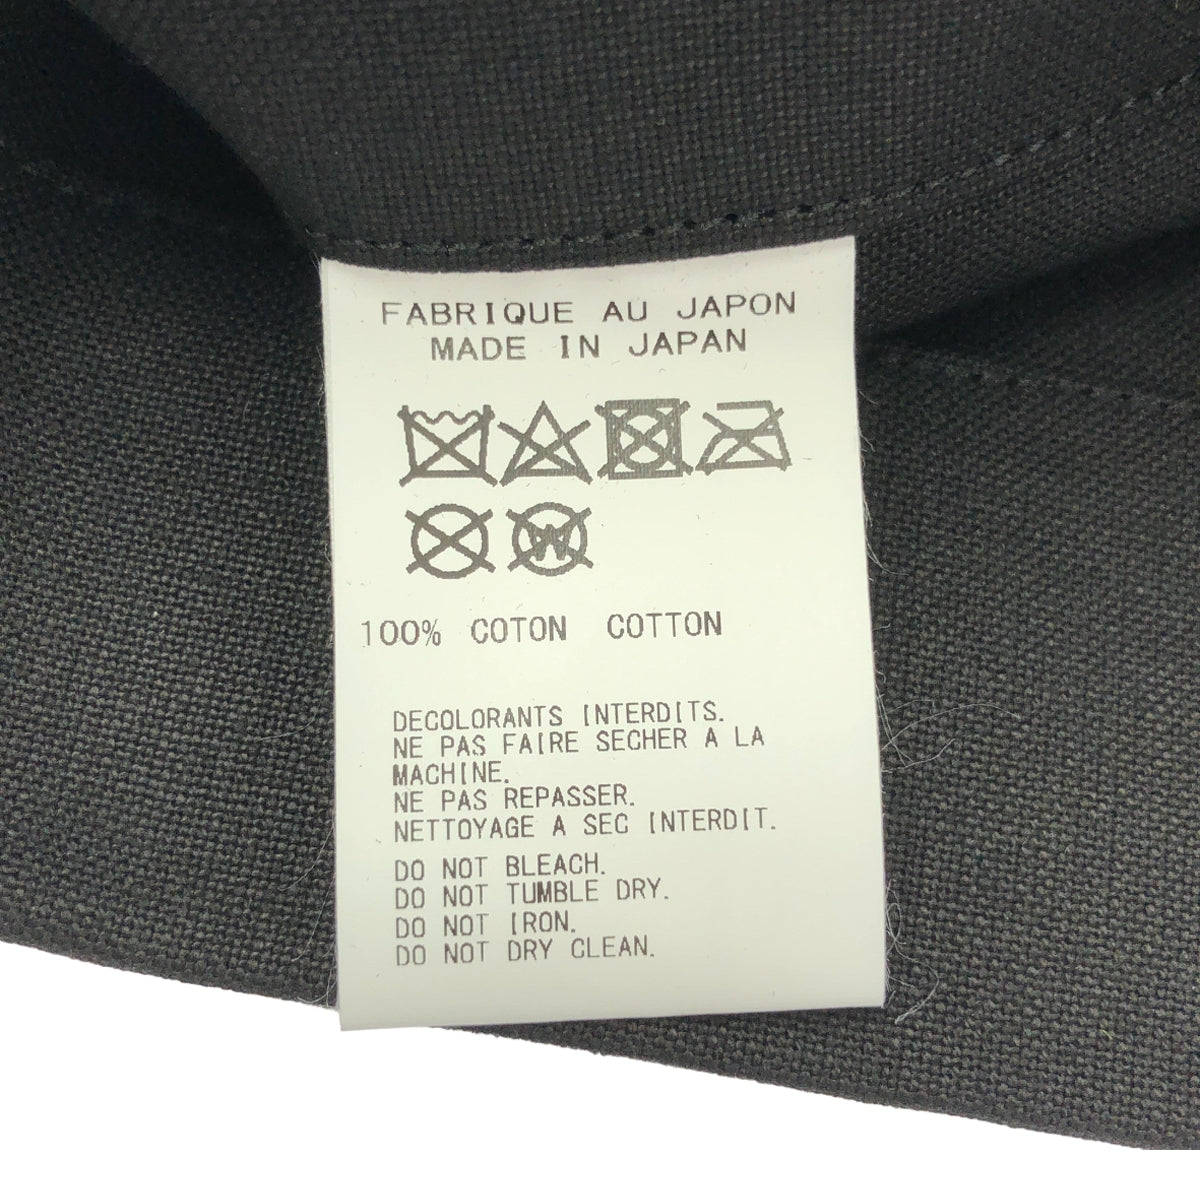 FABRIQUE AU JAPON
MADE IN JAPAN
W
100% COTON COTTON
DECOLORANTS INTERDITS.
NE PAS FAIRE SECHER A LA
MACHINE.
NE PAS REPASSER.
NETTOYAGE A SEC INTERDIT.
DO NOT BLEACH.
DO NOT TUMBLE DRY.
DO NOT IRON.
DO NOT DRY CLEAN.